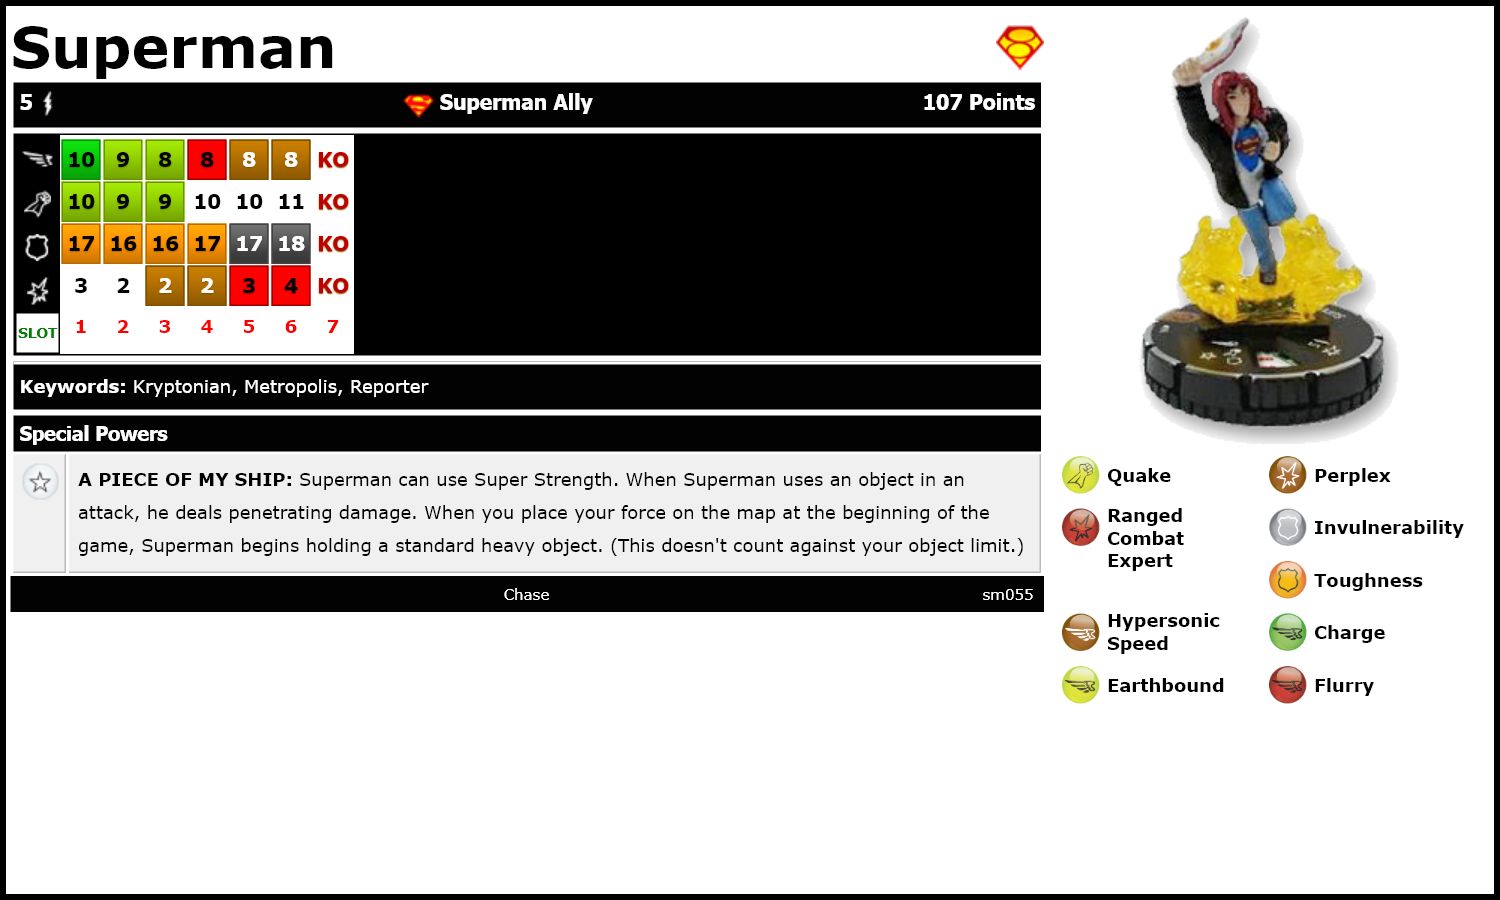 Superman
5 Superman Ally 107 Points
10 9 8 8 8 8 KO
10 9 9 10 10 11 KO
17 16 16 17 17 18 KO
3 2 2 2 3 4 KO
SLOT 1 2 3 4 5 6 7
Keywords: Kryptonian, Metropolis, Reporter
Special Powers
A PIECE OF MY SHIP: Superman can use Super Strength. When Superman uses an object in an
attack, he deals penetrating damage. When you place your force on the map at the beginning of the
game, Superman begins holding a standard heavy object. (This doesn't count against your object limit.)
Chase sm055
Quake
Perplex
Ranged
Combat
Expert
Invulnerability
Toughness
Hypersonic
Speed
Charge
Earthbound
Flurry